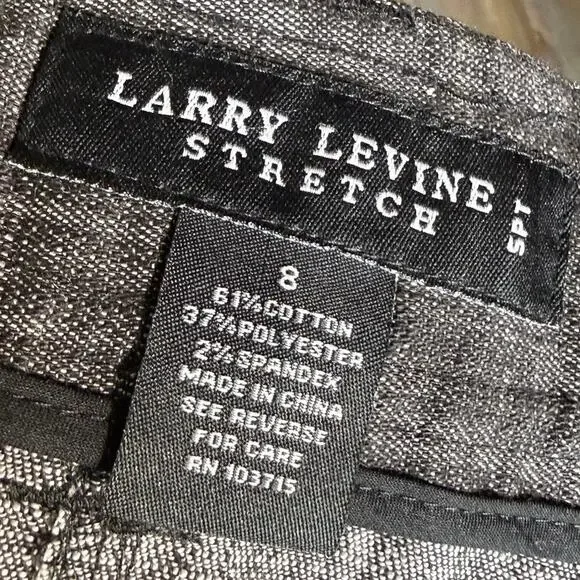 LARRY LEVINE
STRETCH
SPT
8
61%COTTON
37%POLYESTER
2%SPANDEX
MADE IN CHINA
SEE REVERSE
FOR CARE
RN 103715